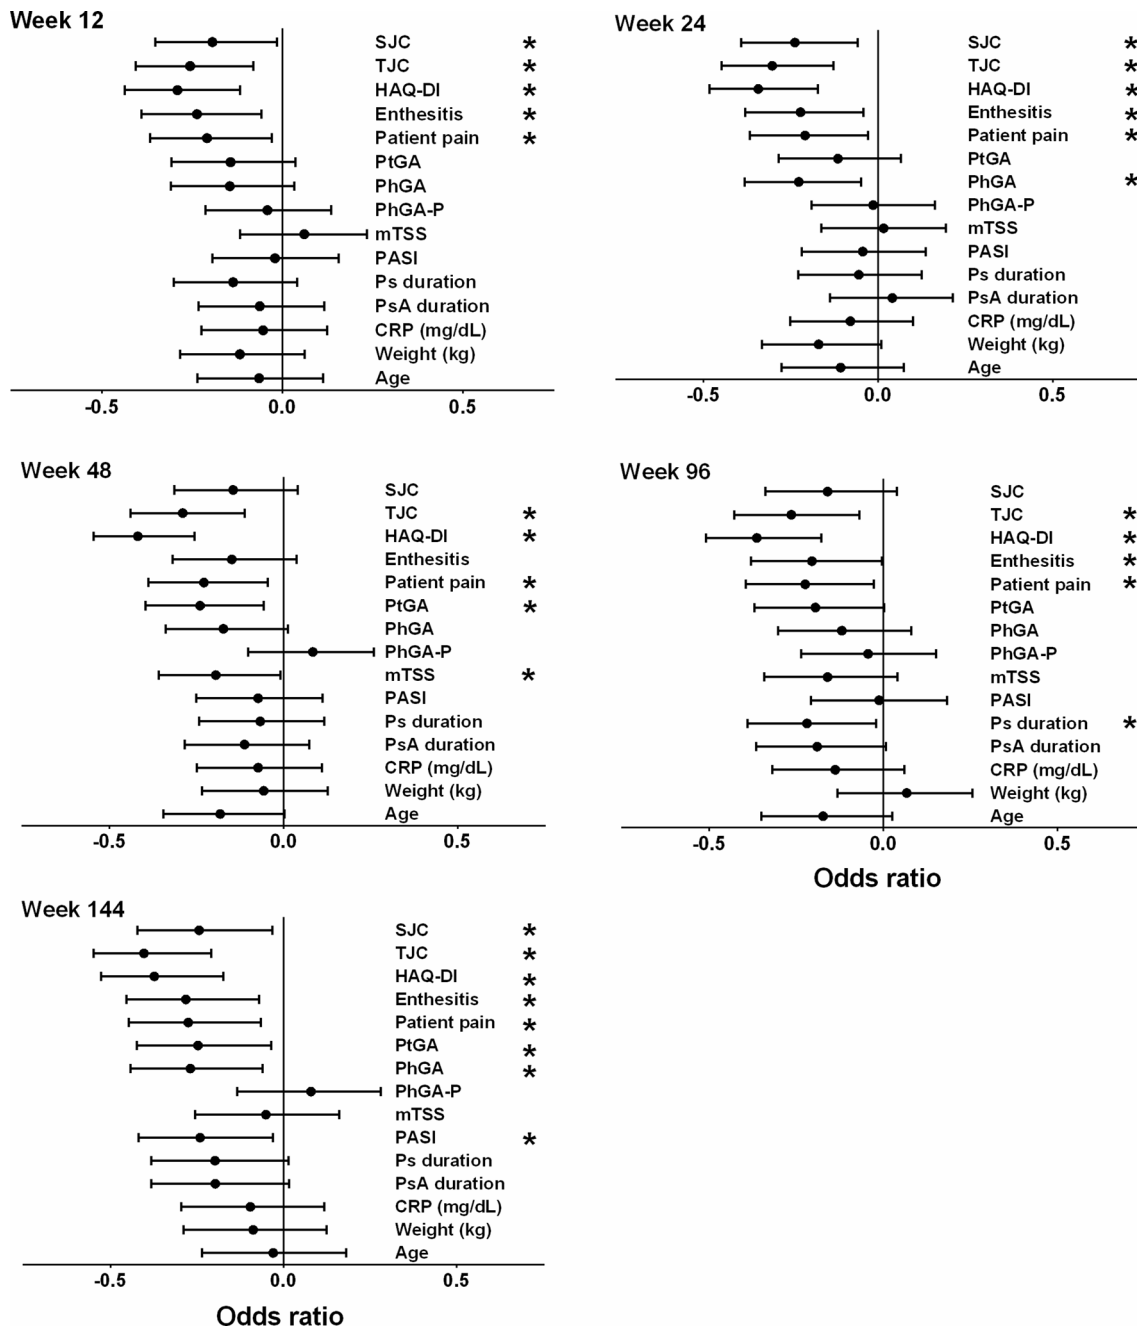 Week 12
SJC *
TJC *
HAQ-DI *
Enthesitis *
Patient pain *
PtGA
PhGA
PhGA-P
mTSS
PASI
Ps duration
PsA duration
CRP (mg/dL)
Weight (kg)
Age
-0.5 0.0 0.5
Week 24
SJC *
TJC *
HAQ-DI *
Enthesitis *
Patient pain *
PtGA
PhGA *
PhGA-P
mTSS
PASI
Ps duration
PsA duration
CRP (mg/dL)
Weight (kg)
Age
-0.5 0.0 0.5
Week 48
SJC
TJC *
HAQ-DI *
Enthesitis
Patient pain *
PtGA *
PhGA
PhGA-P
mTSS *
PASI
Ps duration
PsA duration
CRP (mg/dL)
Weight (kg)
Age
-0.5 0.0 0.5
Week 96
SJC
TJC *
HAQ-DI *
Enthesitis *
Patient pain *
PtGA
PhGA
PhGA-P
mTSS
PASI
Ps duration *
PsA duration
CRP (mg/dL)
Weight (kg)
Age
-0.5 0.0 0.5
Odds ratio
Week 144
SJC *
TJC *
HAQ-DI *
Enthesitis *
Patient pain *
PtGA *
PhGA *
PhGA-P
mTSS
PASI *
Ps duration
PsA duration
CRP (mg/dL)
Weight (kg)
Age
-0.5 0.0 0.5
Odds ratio